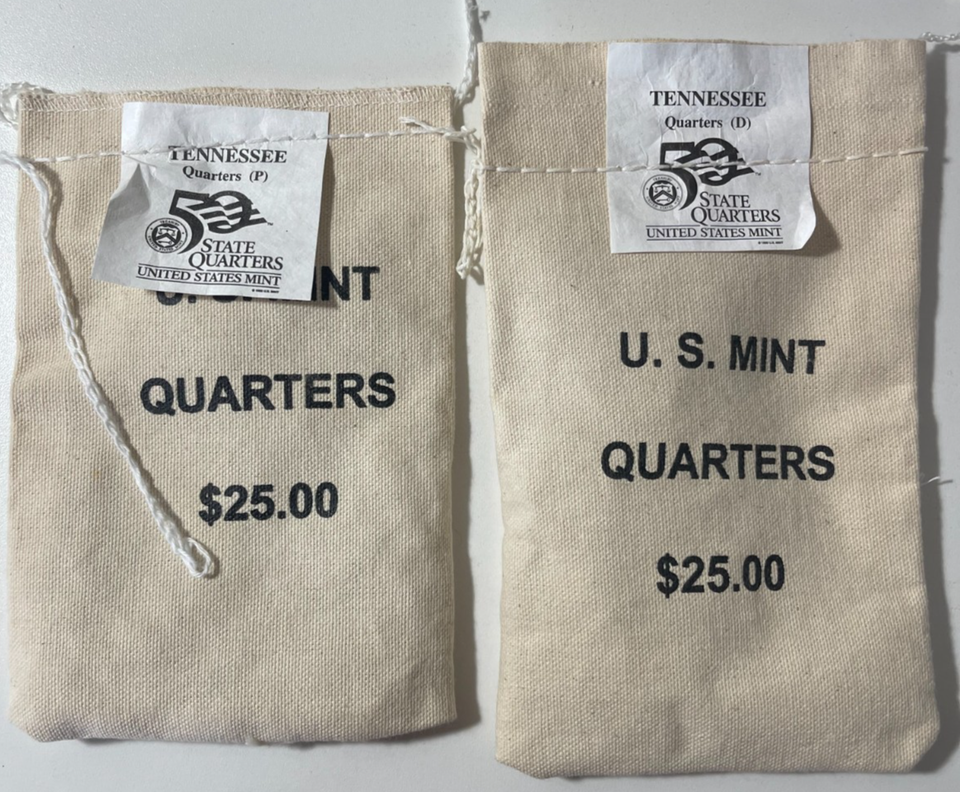 TENNESSEE
Quarters (P)
50
STATE
QUARTERS
UNITED STATES MINT
QUARTERS
$25.00
TENNESSEE
Quarters (D)
50
STATE
QUARTERS
UNITED STATES MINT
U. S. MINT
QUARTERS
$25.00